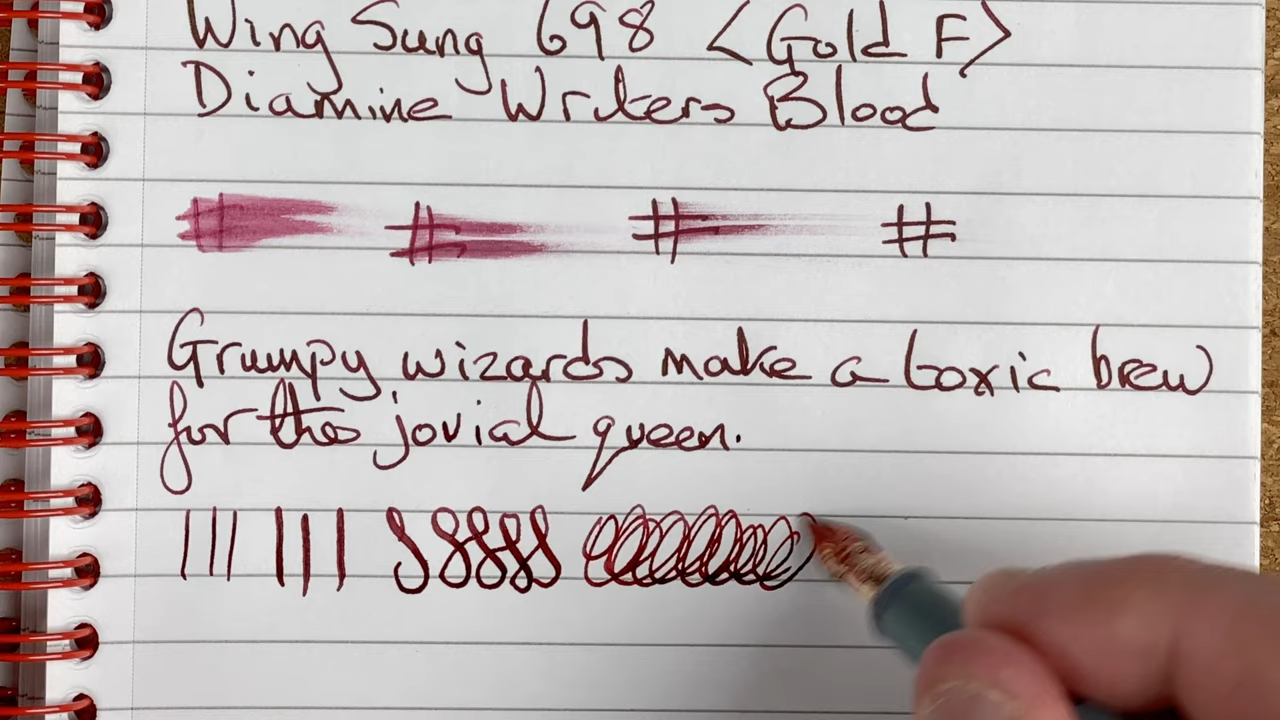 Wing Sung 698 <Gold F>
Diamine Writers Blood
# # # #
Grumpy wizards make a toxic brew
for the jovial queen.